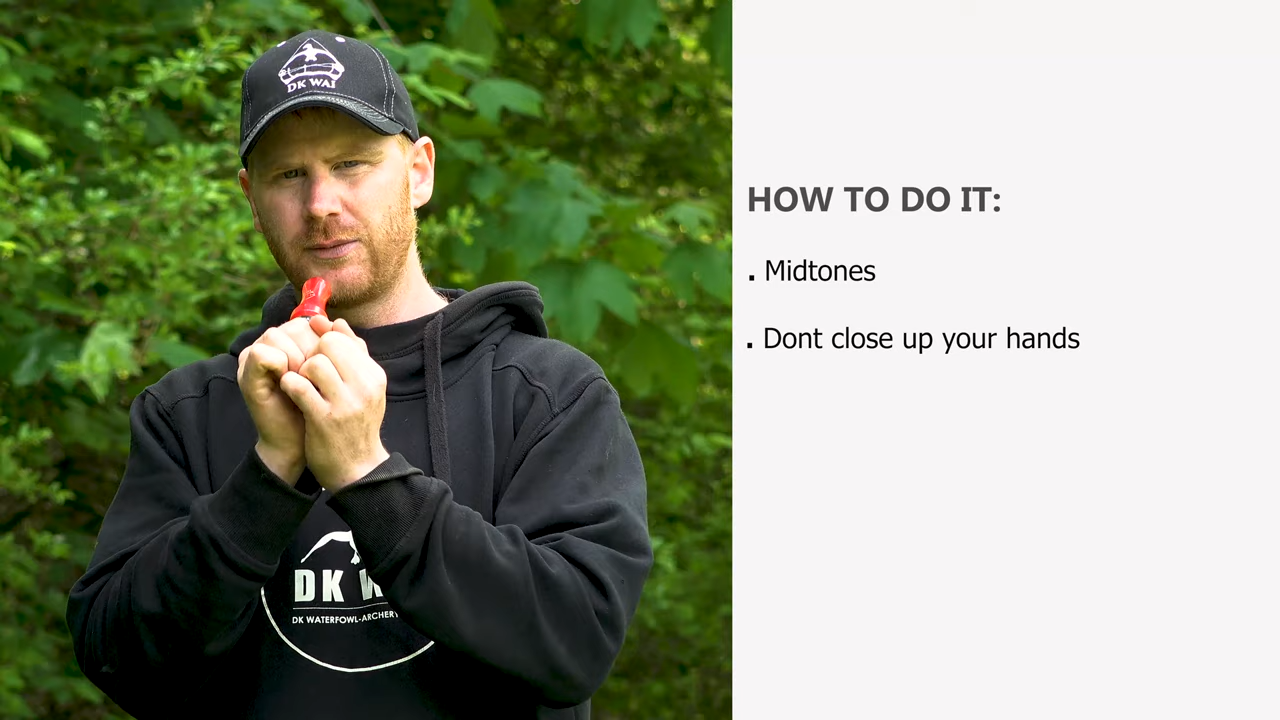 DK WAI
HOW TO DO IT:
. Midtones
. Dont close up your hands
DK W
DK WATERFOWL-ARCHERY